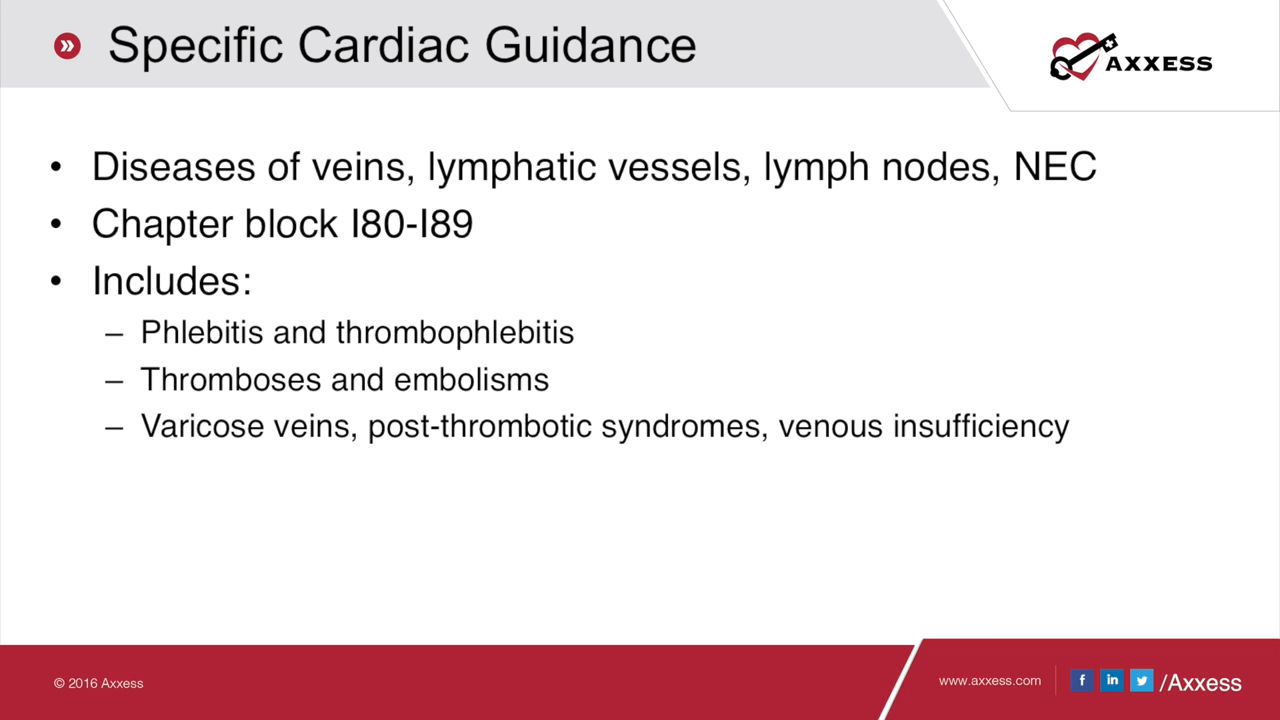 Specific Cardiac Guidance
AXXESS
• Diseases of veins, lymphatic vessels, lymph nodes, NEC
• Chapter block I80-I89
• Includes:
– Phlebitis and thrombophlebitis
– Thromboses and embolisms
– Varicose veins, post-thrombotic syndromes, venous insufficiency
© 2016 Axxess
www.axxess.com
f in /Axxess